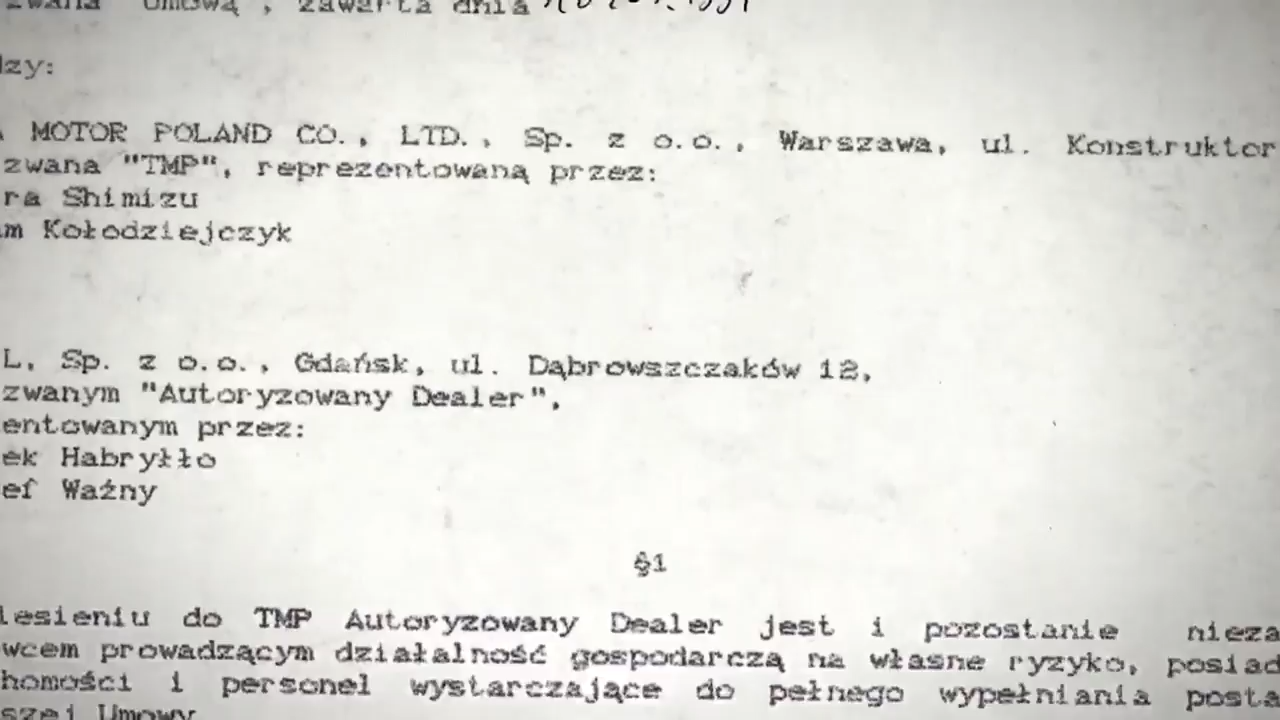 zwana "Umową", zawarta dnia
dzy:
A MOTOR POLAND CO., LTD., Sp. z o.o., Warszawa, ul. Konstruktor
zwana "TMP", reprezentowaną przez:
ra Shimizu
am Kołodziejczyk
L, Sp. z o.o., Gdańsk, ul. Dąbrowszczaków 12,
zwanym "Autoryzowany Dealer",
entowanym przez:
ek Habryłło
ef Ważny
§1
iesieniu do TMP Autoryzowany Dealer jest i pozostanie nieza
wcem prowadzącym działalność gospodarczą na własne ryzyko, posiad
homości i personel wystarczające do pełnego wypełniania posta
szej Umowy.